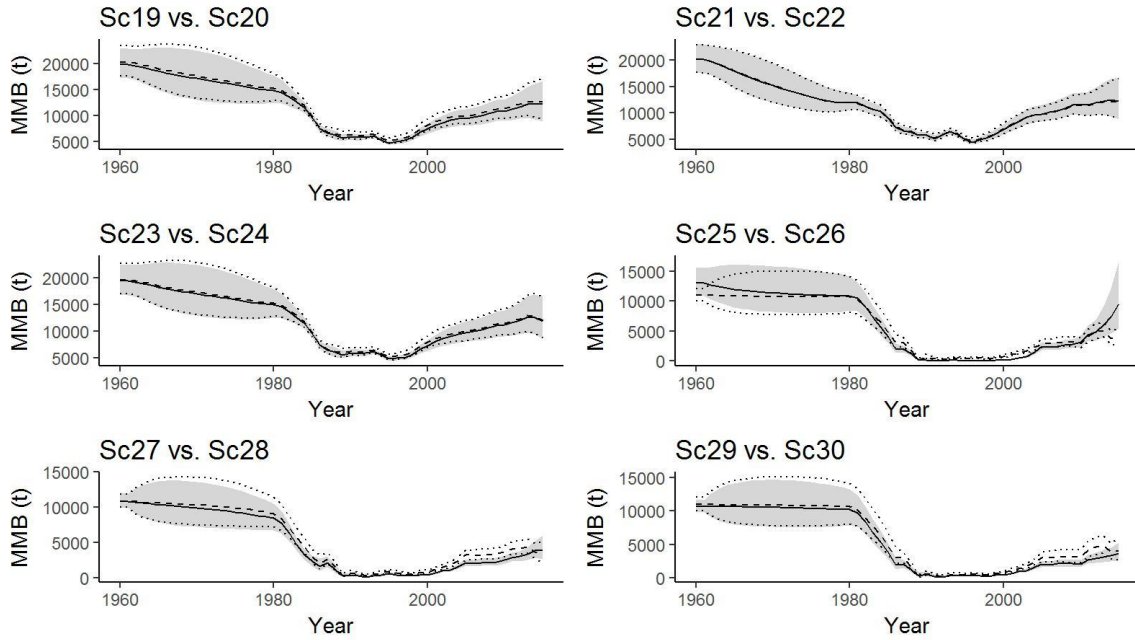 Sc19 vs. Sc20
MMB (t)
20000
15000
10000
5000
1960
1980
2000
Year
Sc21 vs. Sc22
MMB (t)
20000
15000
10000
5000
1960
1980
2000
Year
Sc23 vs. Sc24
MMB (t)
20000
15000
10000
5000
1960
1980
2000
Year
Sc25 vs. Sc26
MMB (t)
15000
10000
5000
0
1960
1980
2000
Year
Sc27 vs. Sc28
MMB (t)
15000
10000
5000
0
1960
1980
2000
Year
Sc29 vs. Sc30
MMB (t)
15000
10000
5000
0
1960
1980
2000
Year